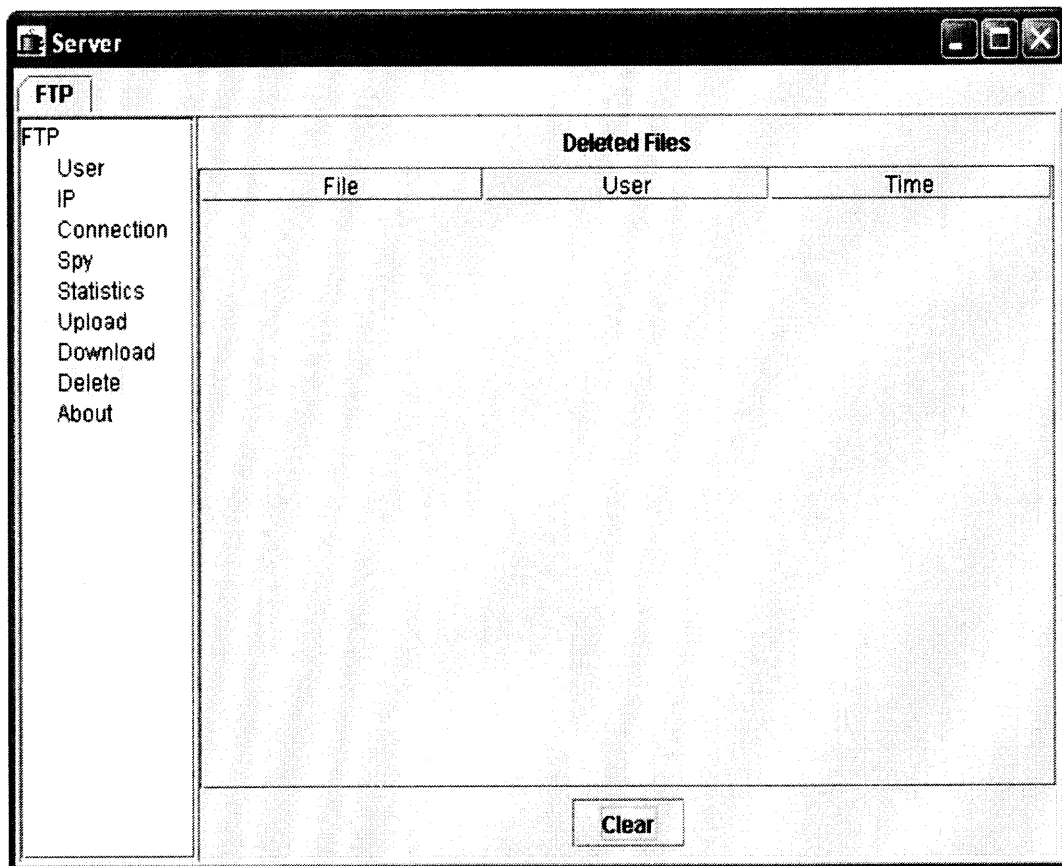 Server
FTP
FTP
User
IP
Connection
Spy
Statistics
Upload
Download
Delete
About
Deleted Files
File User Time
Clear